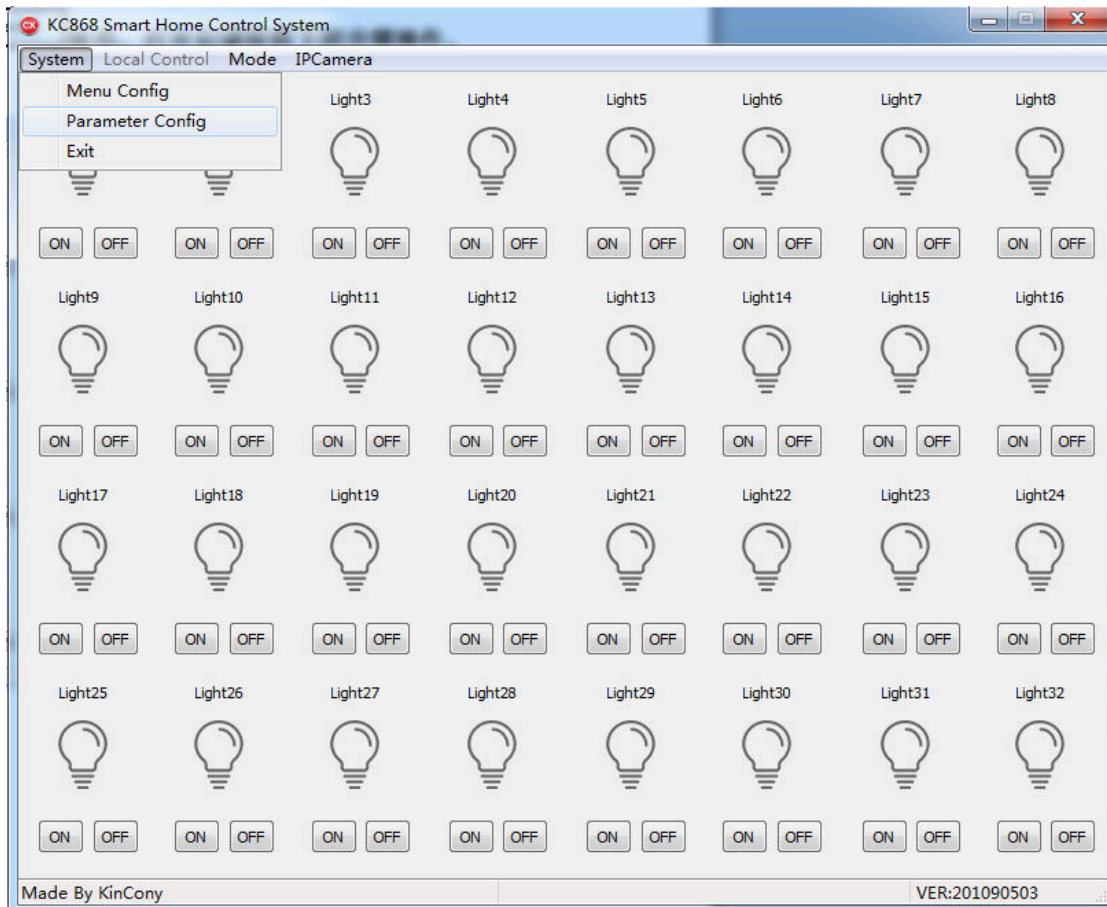 KC868 Smart Home Control System
System Local Control Mode IPCamera
Menu Config
Parameter Config
Exit
Light3 Light4 Light5 Light6 Light7 Light8
ON OFF ON OFF ON OFF ON OFF ON OFF ON OFF ON OFF ON OFF
Light9 Light10 Light11 Light12 Light13 Light14 Light15 Light16
ON OFF ON OFF ON OFF ON OFF ON OFF ON OFF ON OFF ON OFF
Light17 Light18 Light19 Light20 Light21 Light22 Light23 Light24
ON OFF ON OFF ON OFF ON OFF ON OFF ON OFF ON OFF ON OFF
Light25 Light26 Light27 Light28 Light29 Light30 Light31 Light32
ON OFF ON OFF ON OFF ON OFF ON OFF ON OFF ON OFF ON OFF
Made By KinCony VER:201090503